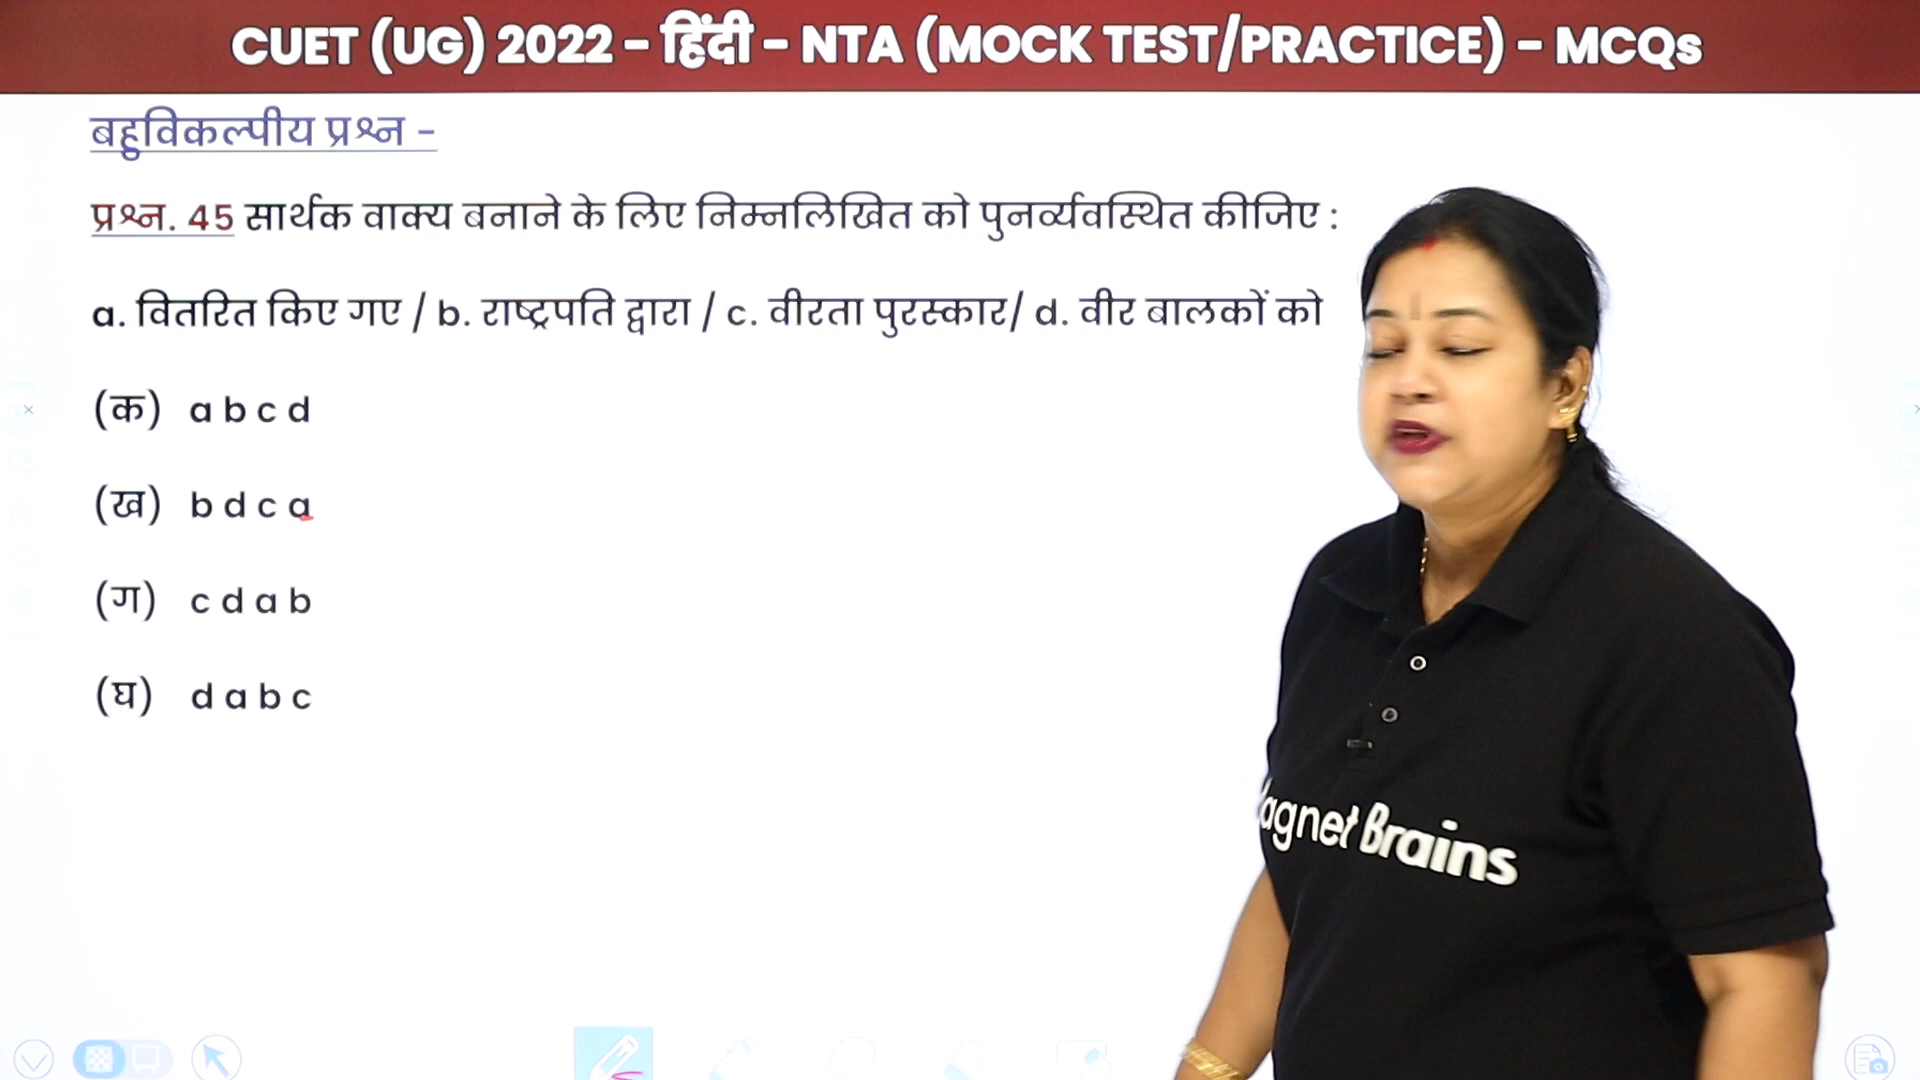 CUET (UG) 2022 – हिंदी – NTA (MOCK TEST/PRACTICE) – MCQs
बहुविकल्पीय प्रश्न –
प्रश्न. 45 सार्थक वाक्य बनाने के लिए निम्नलिखित को पुनर्व्यवस्थित कीजिए :
a. वितरित किए गए / b. राष्ट्रपति द्वारा / c. वीरता पुरस्कार/ d. वीर बालकों को
(क) a b c d
(ख) b d c a
(ग) c d a b
(घ) d a b c
agnet Brains